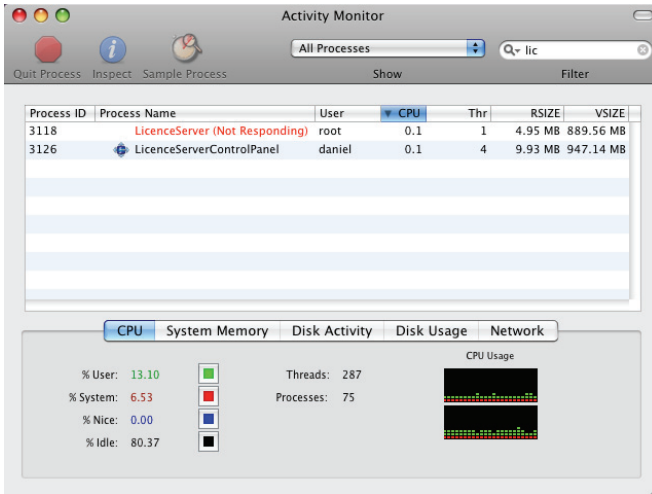 Activity Monitor
Quit Process Inspect Sample Process
All Processes
Show
lic
Filter
Process ID Process Name User CPU Thr RSIZE VSIZE
3118 LicenceServer (Not Responding) root 0.1 1 4.95 MB 889.56 MB
3126 LicenceServerControlPanel daniel 0.1 4 9.93 MB 947.14 MB
CPU System Memory Disk Activity Disk Usage Network
% User: 13.10
% System: 6.53
% Nice: 0.00
% Idle: 80.37
Threads: 287
Processes: 75
CPU Usage